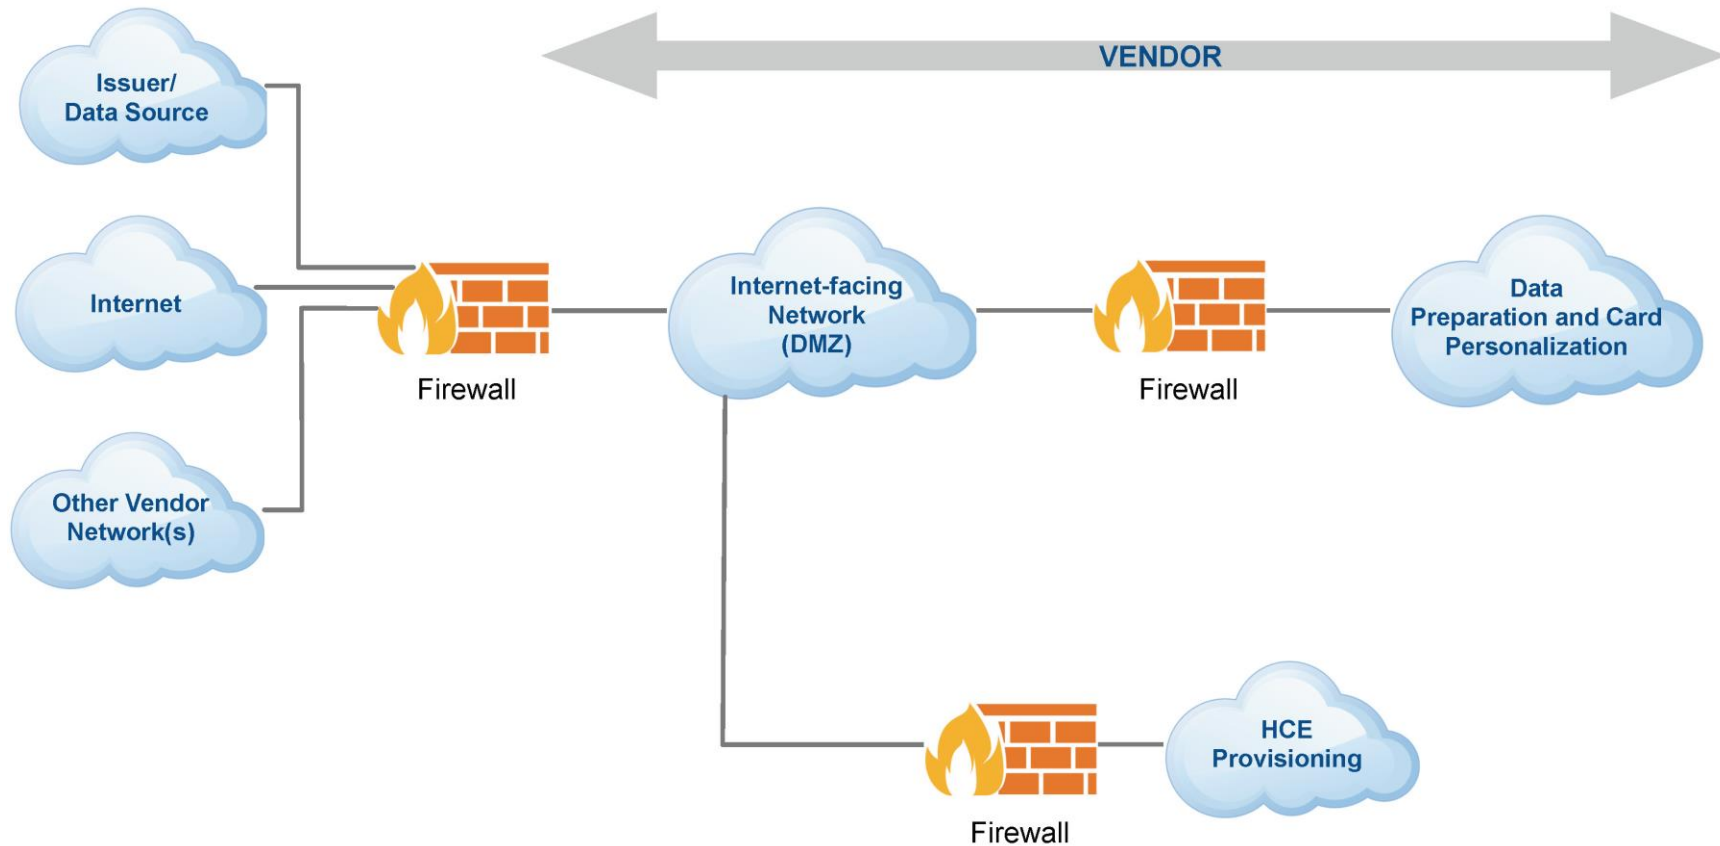 VENDOR
Issuer/
Data Source
Internet
Other Vendor
Network(s)
Firewall
Internet-facing
Network
(DMZ)
Firewall
Data
Preparation and Card
Personalization
Firewall
HCE
Provisioning